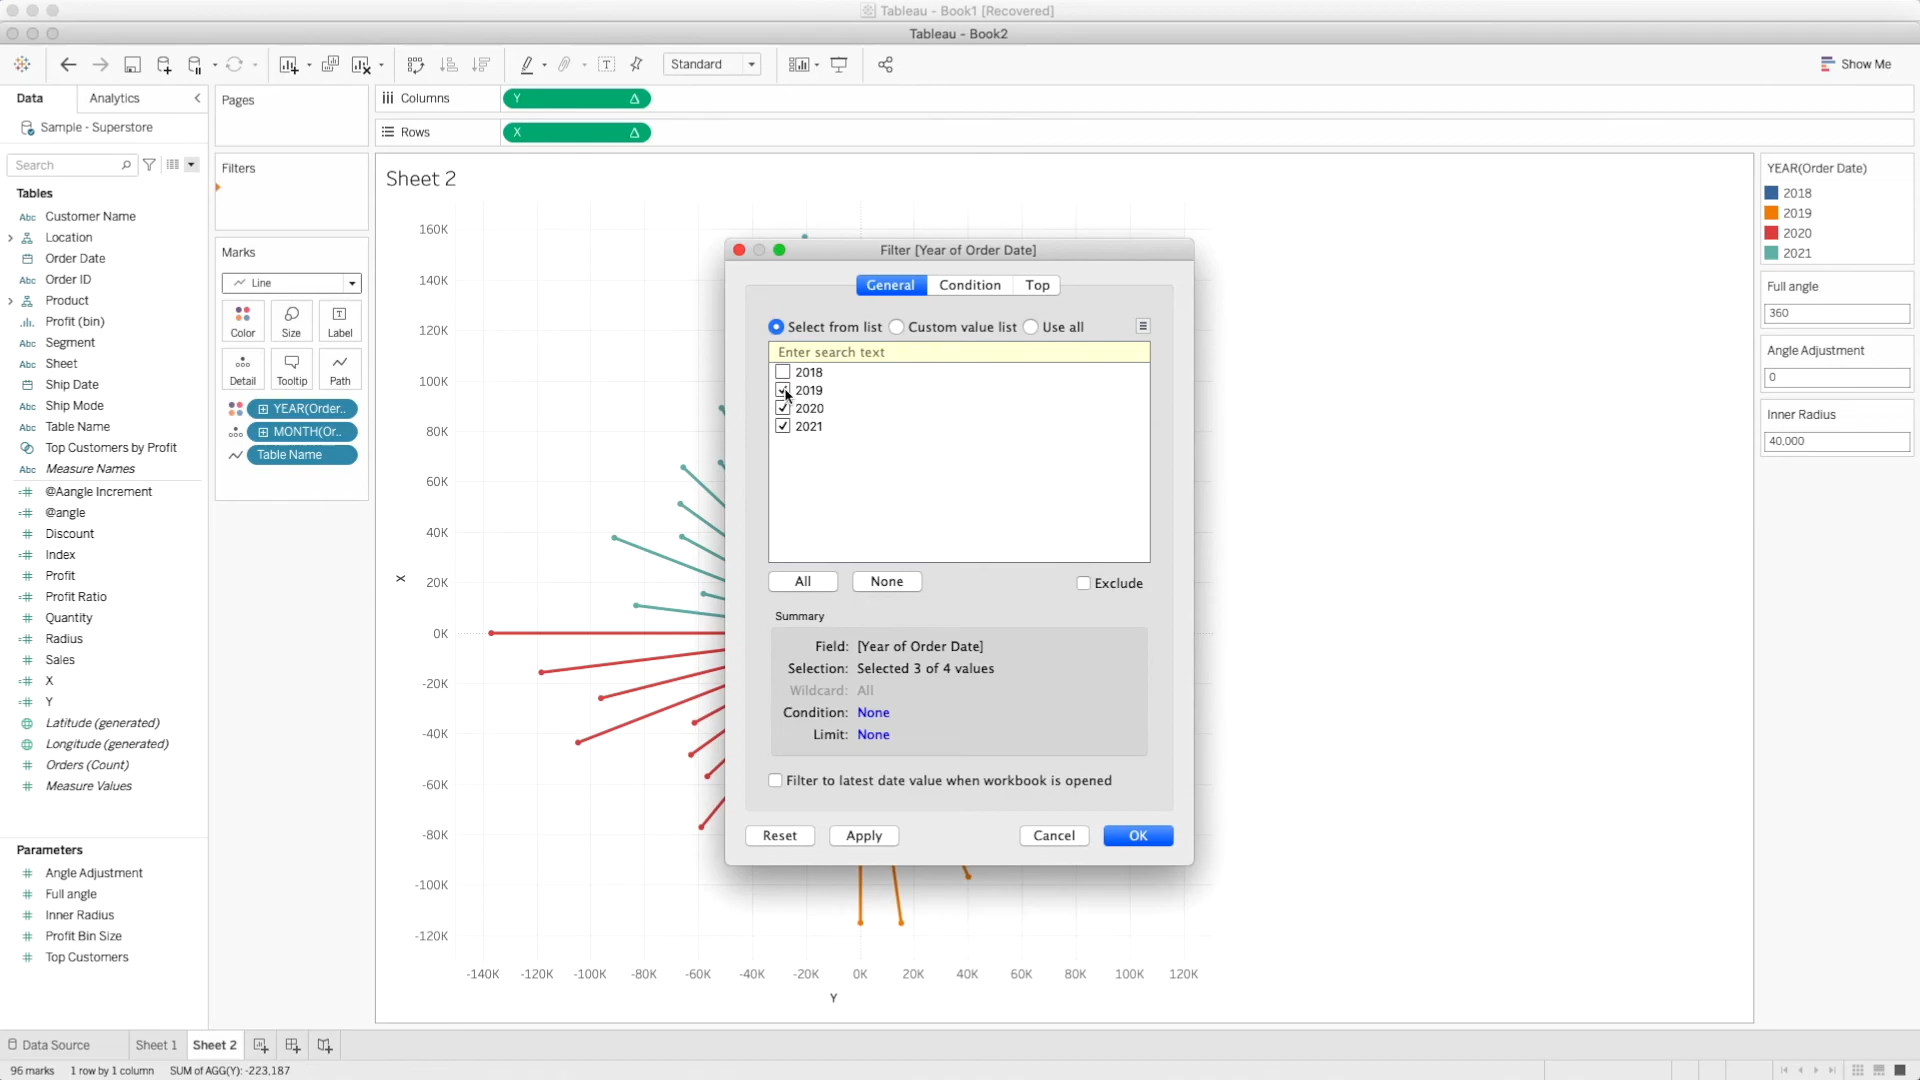 Tableau - Book1 [Recovered]
Tableau - Book2
Standard
Show Me
Data
Analytics
Sample - Superstore
Search
Tables
Abc Customer Name
Location
Order Date
Abc Order ID
Product
Profit (bin)
Abc Segment
Abc Sheet
Ship Date
Abc Ship Mode
Abc Table Name
Top Customers by Profit
Abc Measure Names
@Aangle Increment
@angle
Discount
Index
Profit
Profit Ratio
Quantity
Radius
Sales
X
Y
Latitude (generated)
Longitude (generated)
Orders (Count)
Measure Values
Parameters
Angle Adjustment
Full angle
Inner Radius
Profit Bin Size
Top Customers
Pages
Filters
Marks
Line
Color
Size
Label
Detail
Tooltip
Path
YEAR(Order..
MONTH(Or..
Table Name
Columns
Y
Rows
X
Sheet 2
160K
140K
120K
100K
80K
60K
40K
20K
0K
-20K
-40K
-60K
-80K
-100K
-120K
X
-140K -120K -100K -80K -60K -40K -20K 0K 20K 40K 60K 80K 100K 120K
Y
Filter [Year of Order Date]
General
Condition
Top
Select from list
Custom value list
Use all
Enter search text
2018
2019
2020
2021
All
None
Exclude
Summary
Field: [Year of Order Date]
Selection: Selected 3 of 4 values
Wildcard: All
Condition: None
Limit: None
Filter to latest date value when workbook is opened
Reset
Apply
Cancel
OK
YEAR(Order Date)
2018
2019
2020
2021
Full angle
360
Angle Adjustment
0
Inner Radius
40,000
Data Source
Sheet 1
Sheet 2
96 marks
1 row by 1 column
SUM of AGG(Y): -223,187